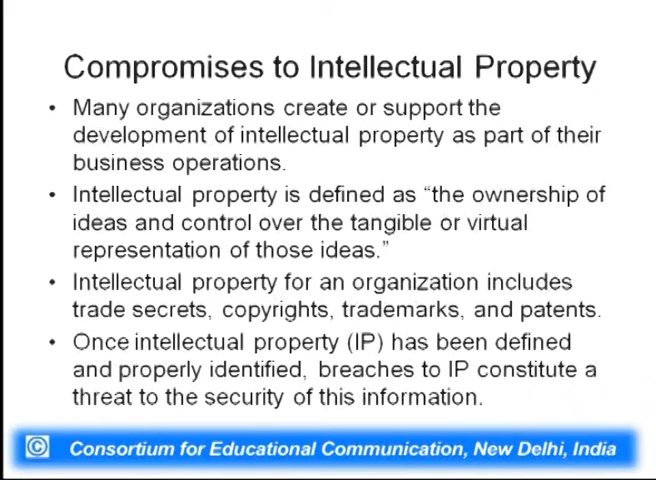 Compromises to Intellectual Property
• Many organizations create or support the
development of intellectual property as part of their
business operations.
• Intellectual property is defined as “the ownership of
ideas and control over the tangible or virtual
representation of those ideas.”
• Intellectual property for an organization includes
trade secrets, copyrights, trademarks, and patents.
• Once intellectual property (IP) has been defined
and properly identified, breaches to IP constitute a
threat to the security of this information.
© Consortium for Educational Communication, New Delhi, India